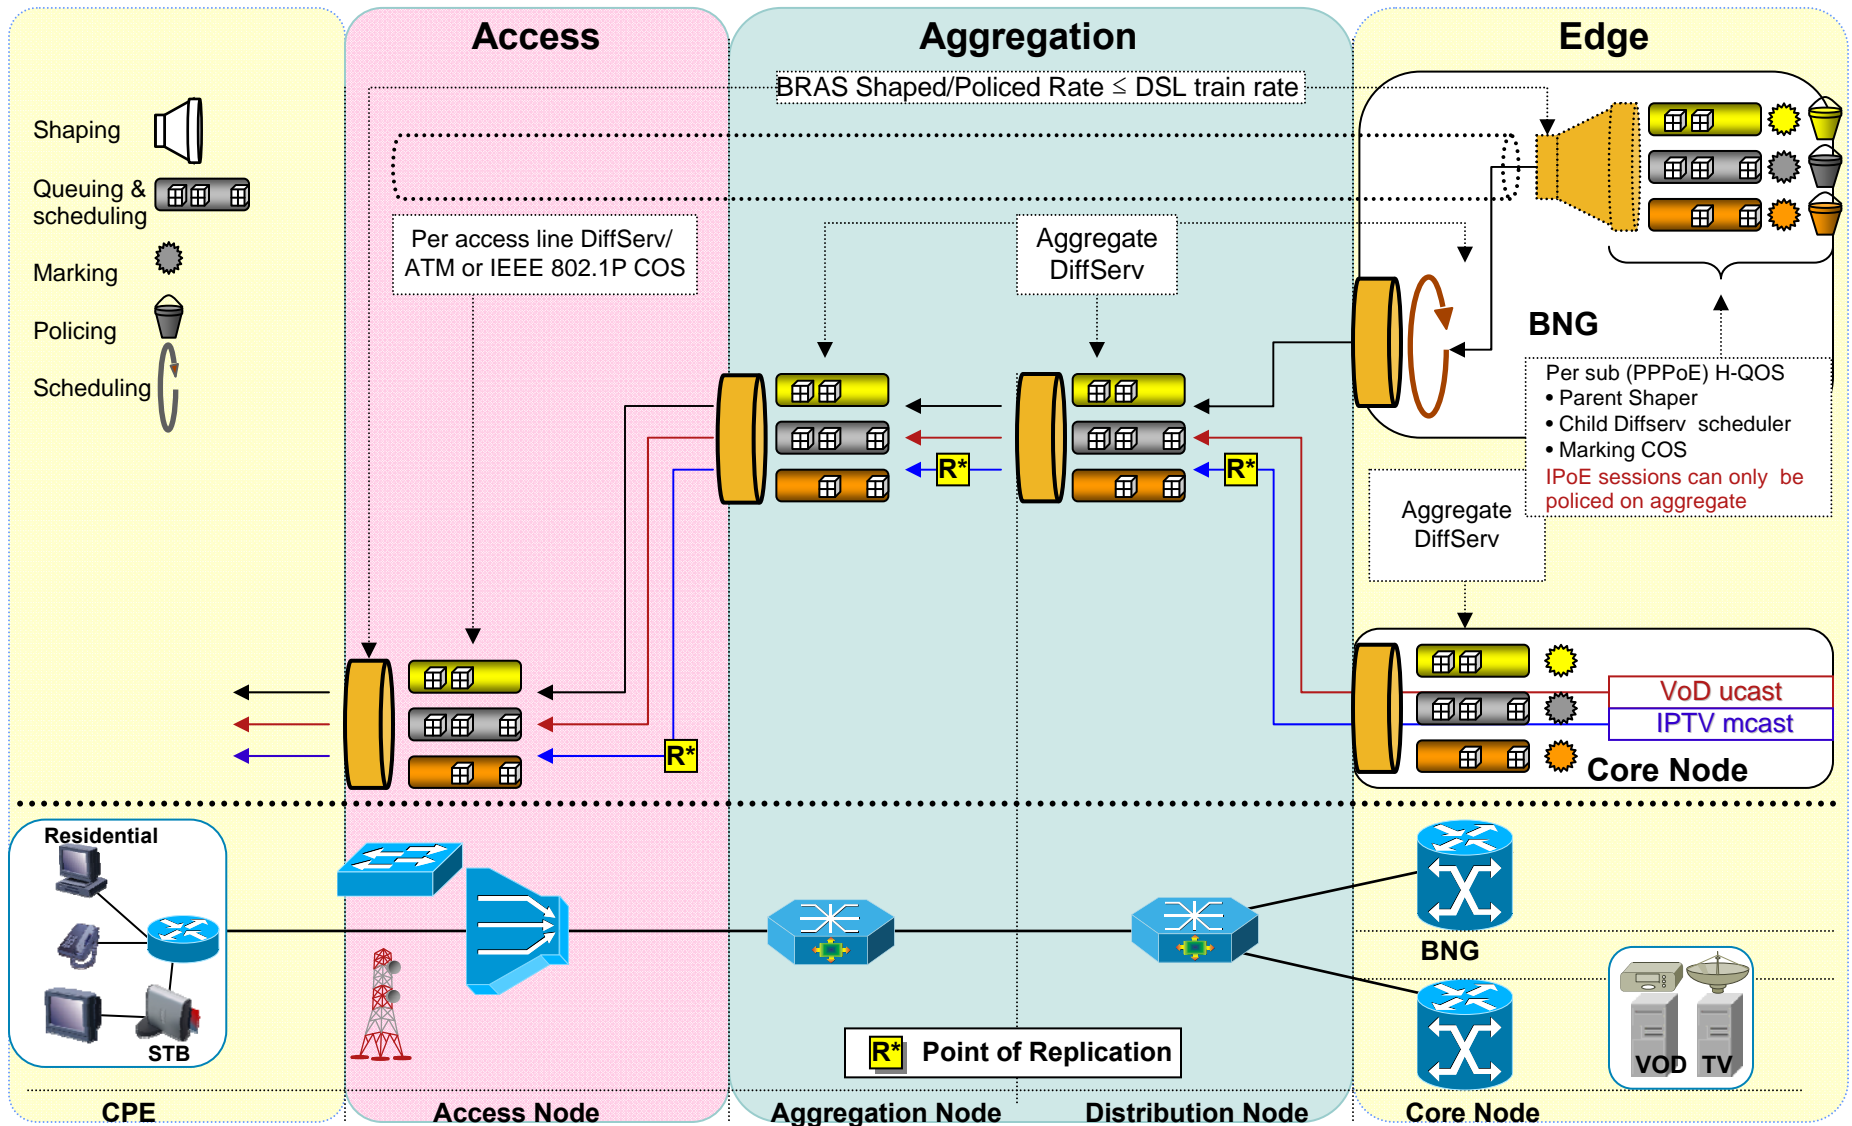 Access
Aggregation
Edge
BRAS Shaped/Policed Rate ≤ DSL train rate
Shaping
Queuing &
scheduling
Marking
Policing
Scheduling
Per access line DiffServ/
ATM or IEEE 802.1P COS
Aggregate
DiffServ
BNG
Per sub (PPPoE) H-QOS
• Parent Shaper
• Child Diffserv scheduler
• Marking COS
IPoE sessions can only be
policed on aggregate
R*
R*
Aggregate
DiffServ
VoD ucast
IPTV mcast
Core Node
R*
Residential
STB
BNG
VOD
TV
R* Point of Replication
CPE
Access Node
Aggregation Node
Distribution Node
Core Node